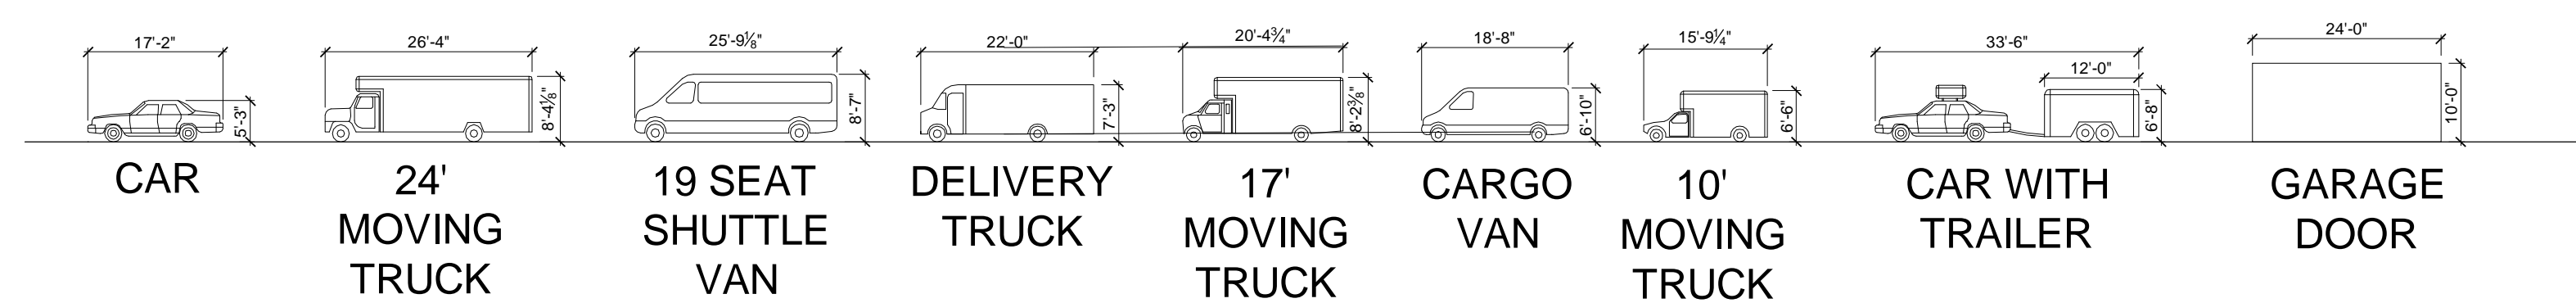 17'-2"
5'-3"
CAR
26'-4"
8'-4⅛"
24'
MOVING
TRUCK
25'-9⅛"
8'-7"
19 SEAT
SHUTTLE
VAN
22'-0"
7'-3"
DELIVERY
TRUCK
20'-4¾"
8'-2⅜"
17'
MOVING
TRUCK
18'-8"
6'-10"
CARGO
VAN
15'-9¼"
6'-6"
10'
MOVING
TRUCK
33'-6"
12'-0"
6'-8"
CAR WITH
TRAILER
24'-0"
10'-0"
GARAGE
DOOR